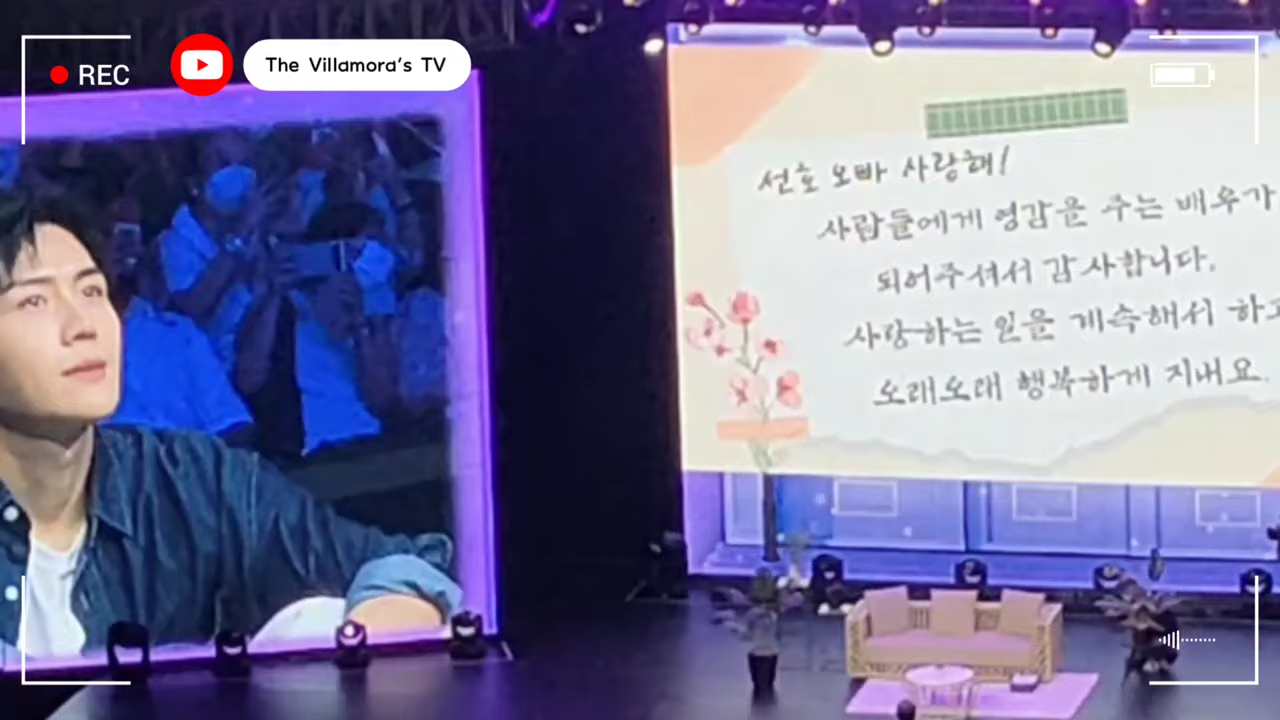 REC
The Villamora's TV
선호 오빠 사랑해!
사람들에게 영감을 주는 배우가
되어주셔서 감사합니다.
사랑하는 일을 계속해서 하고
오래오래 행복하게 지내요.